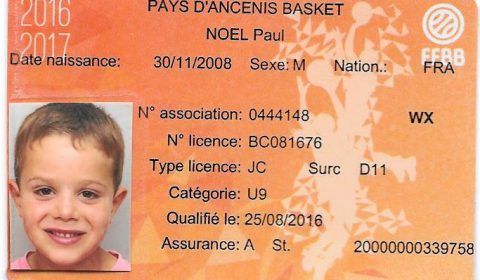 2016
2017
PAYS D'ANCENIS BASKET
NOEL Paul
FFBB
Date naissance: 30/11/2008 Sexe: M Nation.: FRA
N° association: 0444148 WX
N° licence: BC081676
Type licence: JC Surc D11
Catégorie: U9
Qualifié le: 25/08/2016
Assurance: A St. 20000000339758